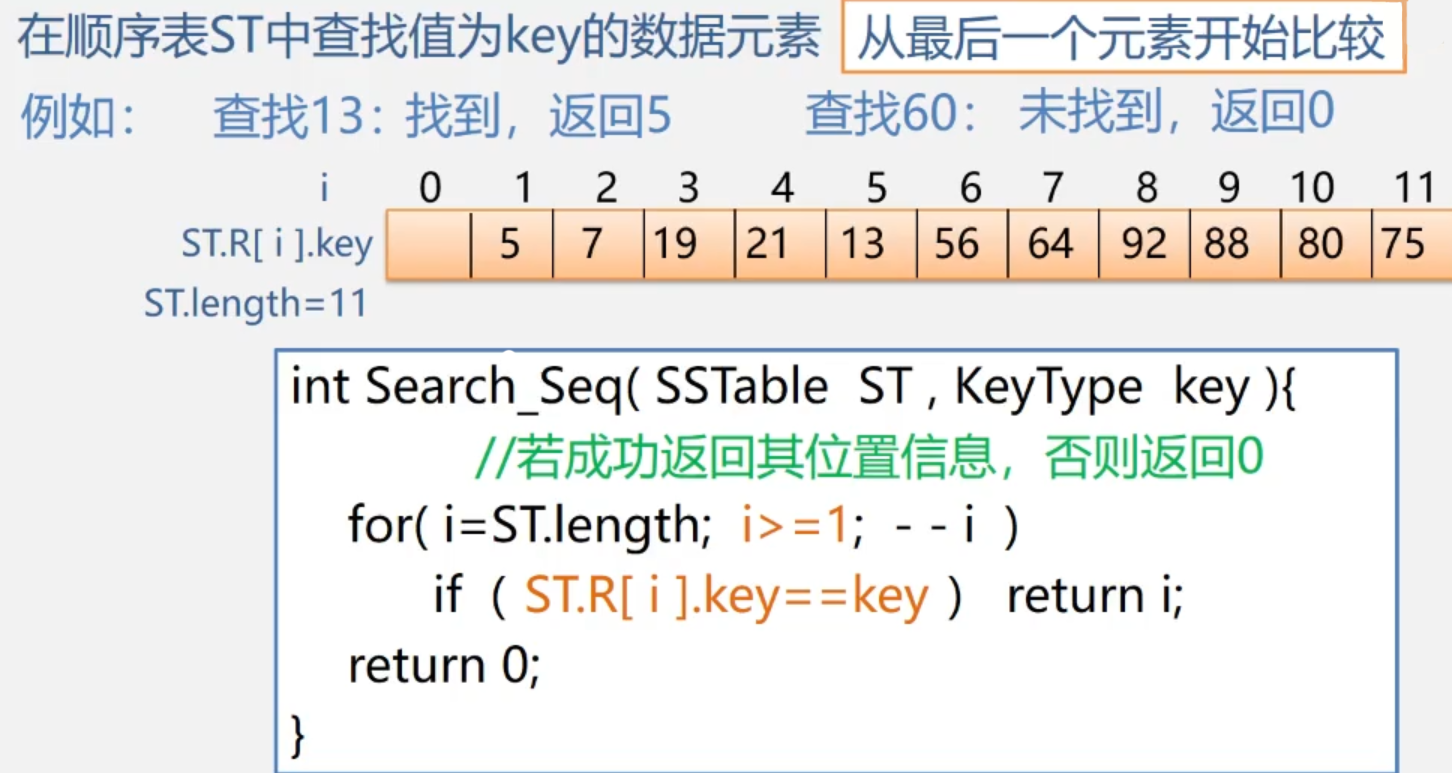 在顺序表ST中查找值为key的数据元素 从最后一个元素开始比较
例如： 查找13：找到，返回5 查找60： 未找到，返回0
i 0 1 2 3 4 5 6 7 8 9 10 11
ST.R[ i ].key 5 7 19 21 13 56 64 92 88 80 75
ST.length=11
int Search_Seq( SSTable ST , KeyType key ){
//若成功返回其位置信息，否则返回0
for( i=ST.length; i>=1; - - i )
if ( ST.R[ i ].key==key ) return i;
return 0;
}